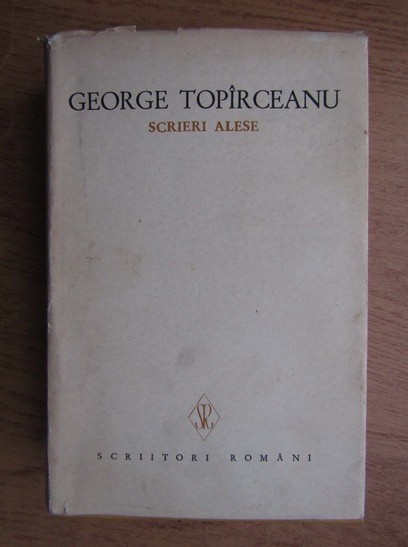 GEORGE TOPÎRCEANU
SCRIERI ALESE
SR
SCRIITORI ROMÂNI